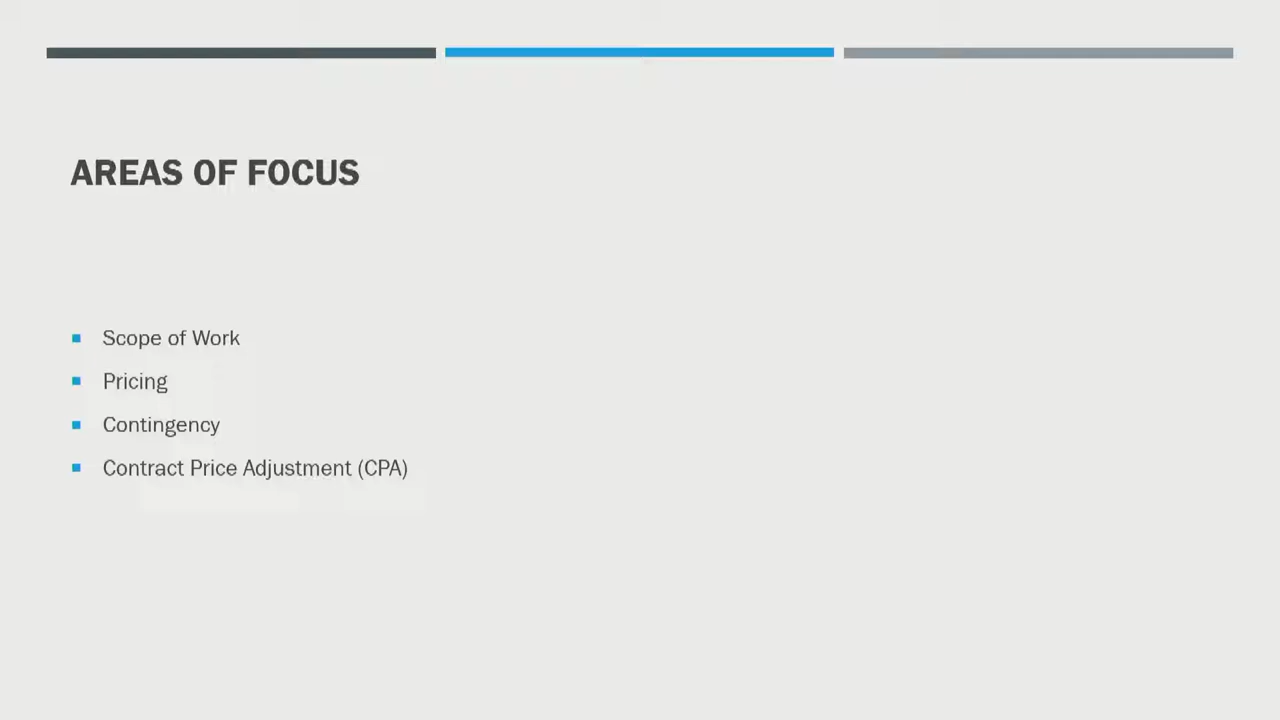 AREAS OF FOCUS
Scope of Work
Pricing
Contingency
Contract Price Adjustment (CPA)